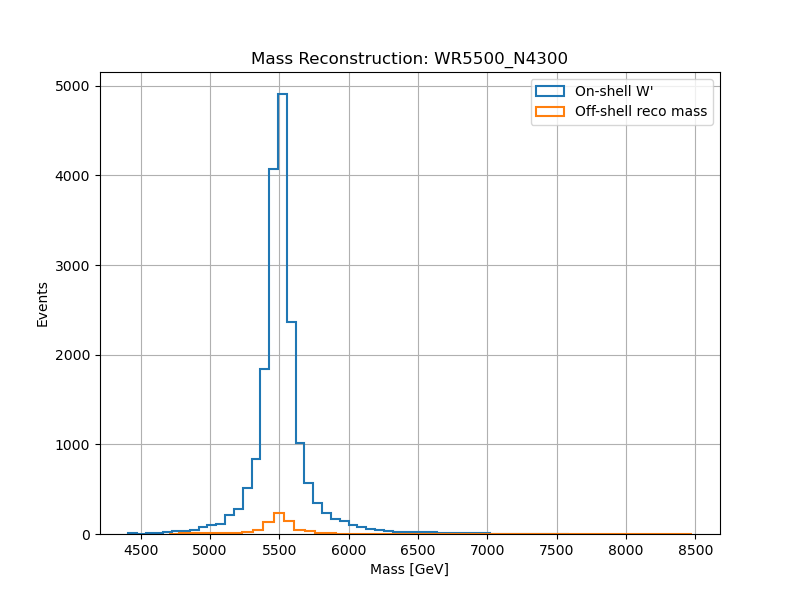 Mass Reconstruction: WR5500_N4300
On-shell W'
Off-shell reco mass
5000
4000
3000
2000
1000
0
Events
4500 5000 5500 6000 6500 7000 7500 8000 8500
Mass [GeV]